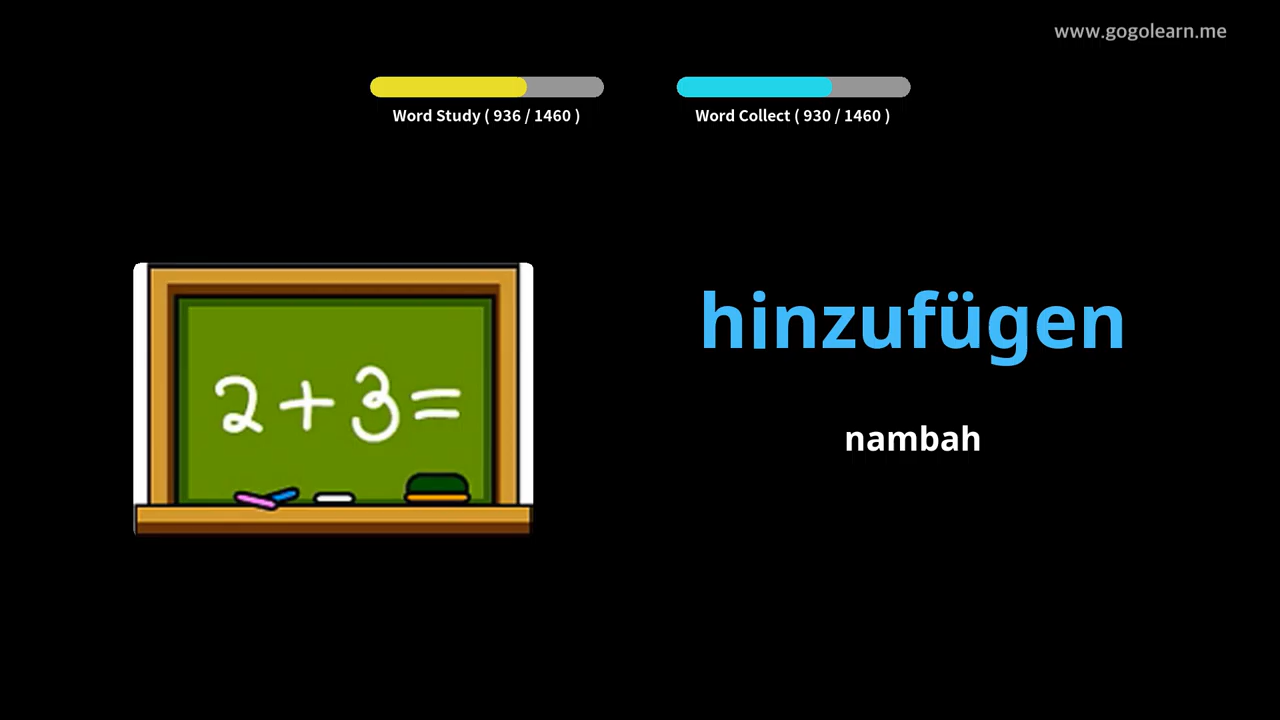 www.gogolearn.me
Word Study ( 936 / 1460 )
Word Collect ( 930 / 1460 )
2 + 3 =
hinzufügen
nambah